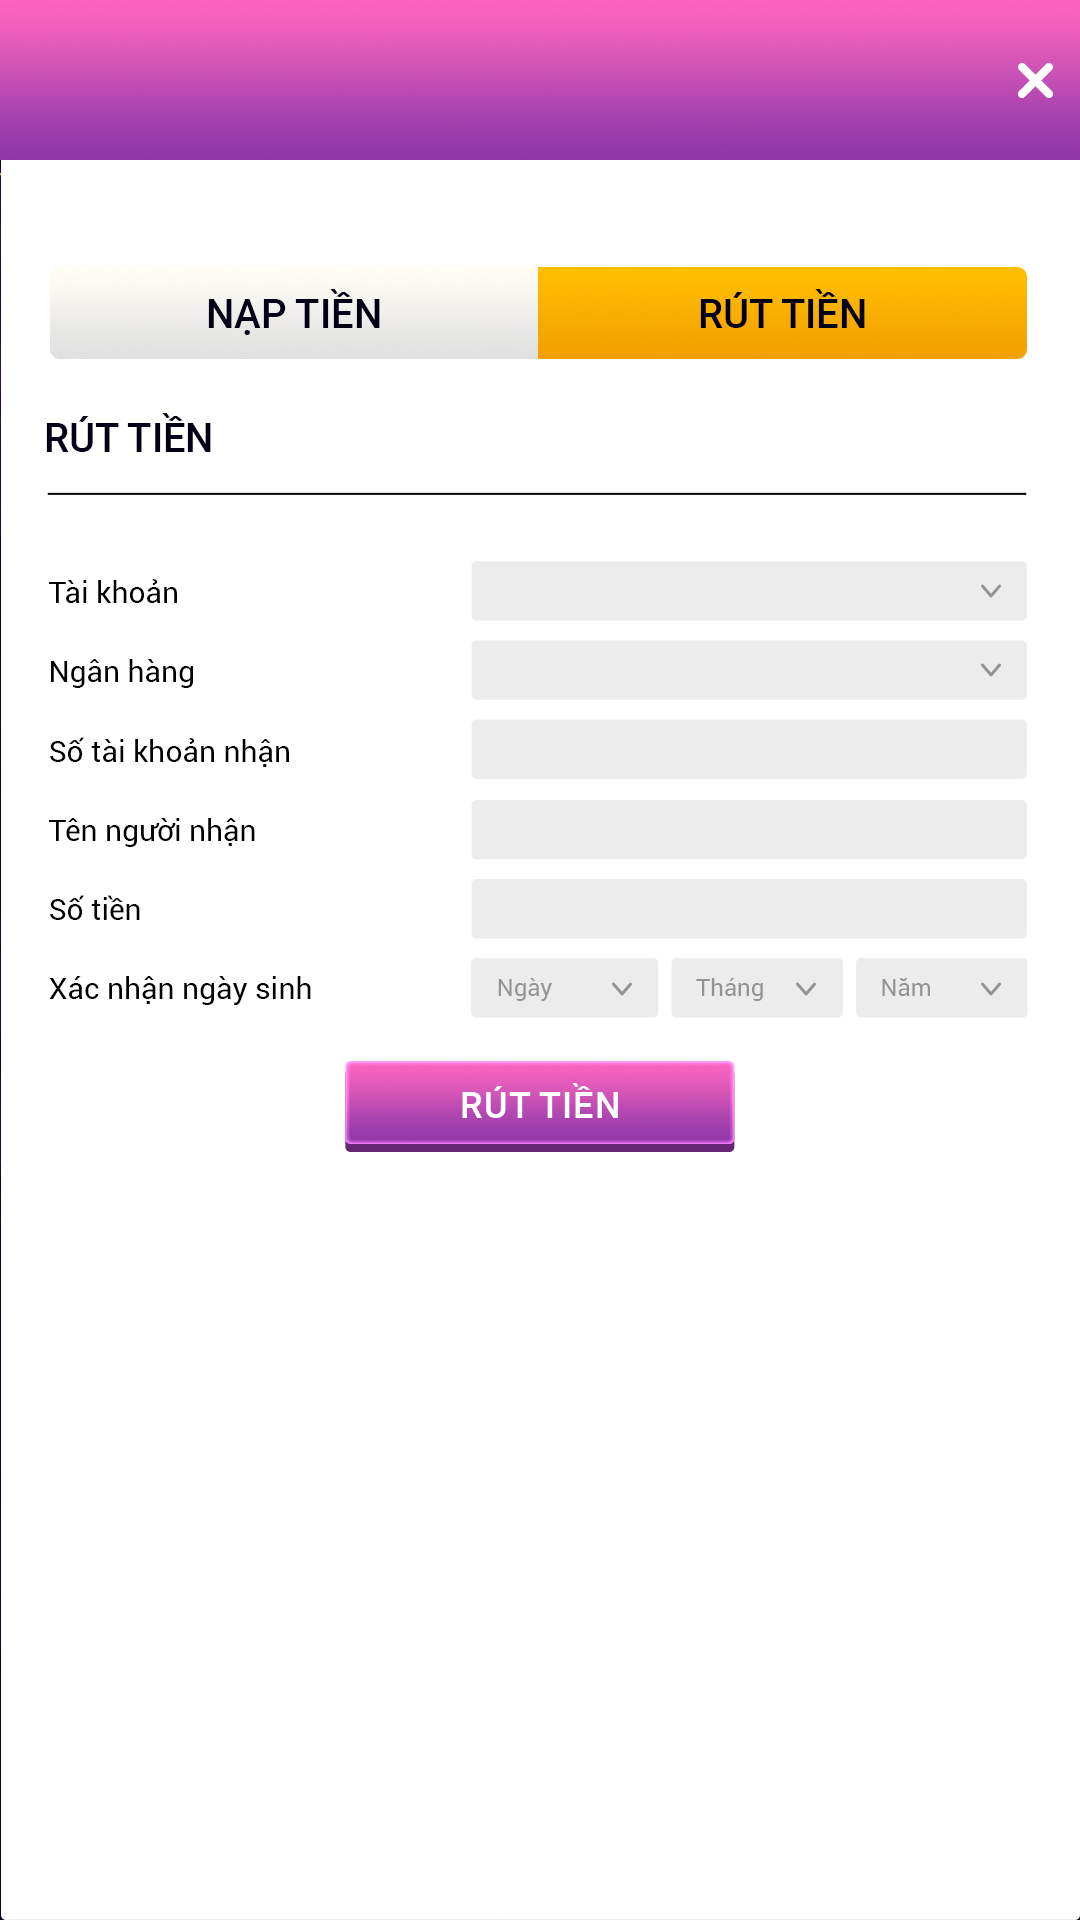 NẠP TIỀN RÚT TIỀN
RÚT TIỀN
Tài khoản
Ngân hàng
Số tài khoản nhận
Tên người nhận
Số tiền
Xác nhận ngày sinh Ngày Tháng Năm
RÚT TIỀN